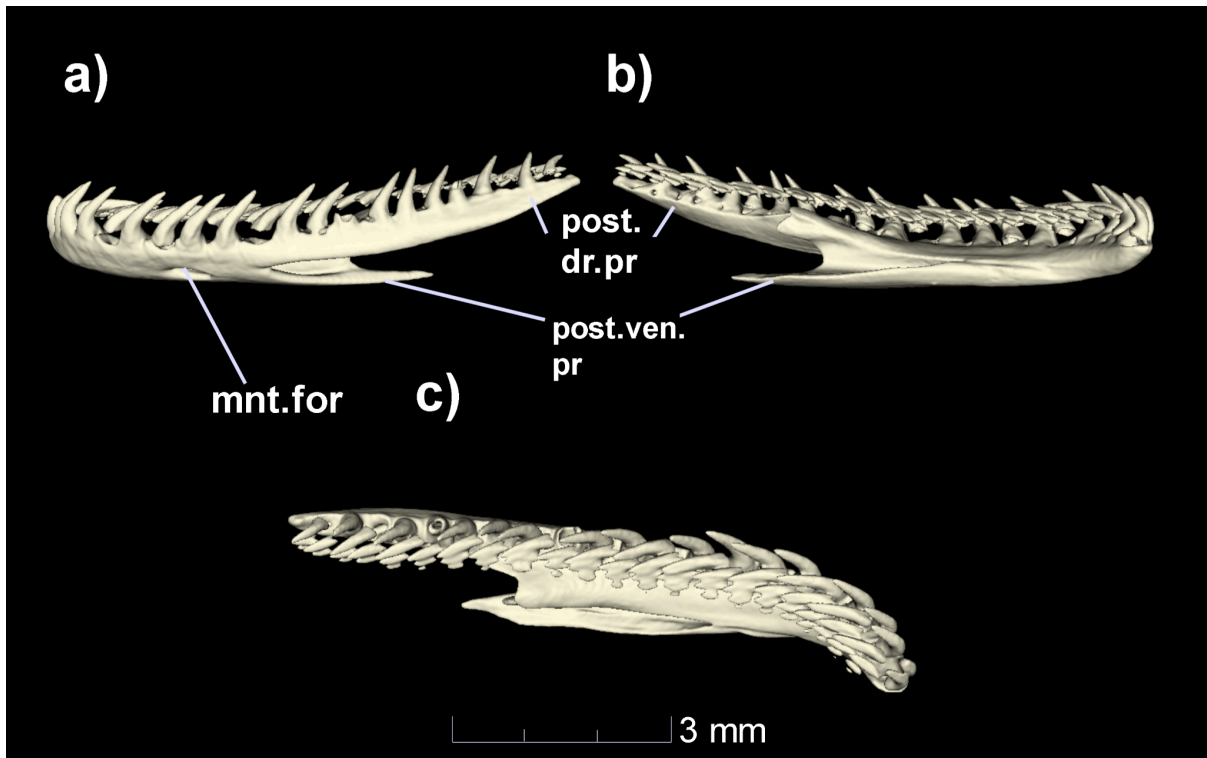 a)
b)
post.
dr.pr
post.ven.
pr
mnt.for
c)
3 mm